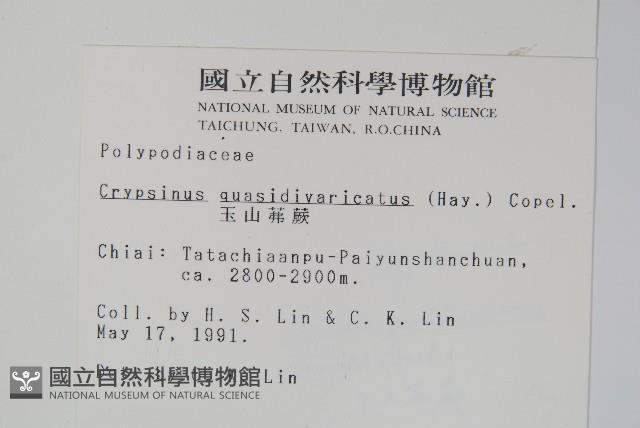 國立自然科學博物館
NATIONAL MUSEUM OF NATURAL SCIENCE
TAICHUNG, TAIWAN, R.O.CHINA
Polypodiaceae
Crypsinus quasidivaricatus (Hay.) Copel.
玉山茀蕨
Chiai: Tatachiaanpu-Paiyunshanchuan,
ca. 2800-2900m.
Coll. by H. S. Lin & C. K. Lin
May 17, 1991.
Lin
國立自然科學博物館
NATIONAL MUSEUM OF NATURAL SCIENCE